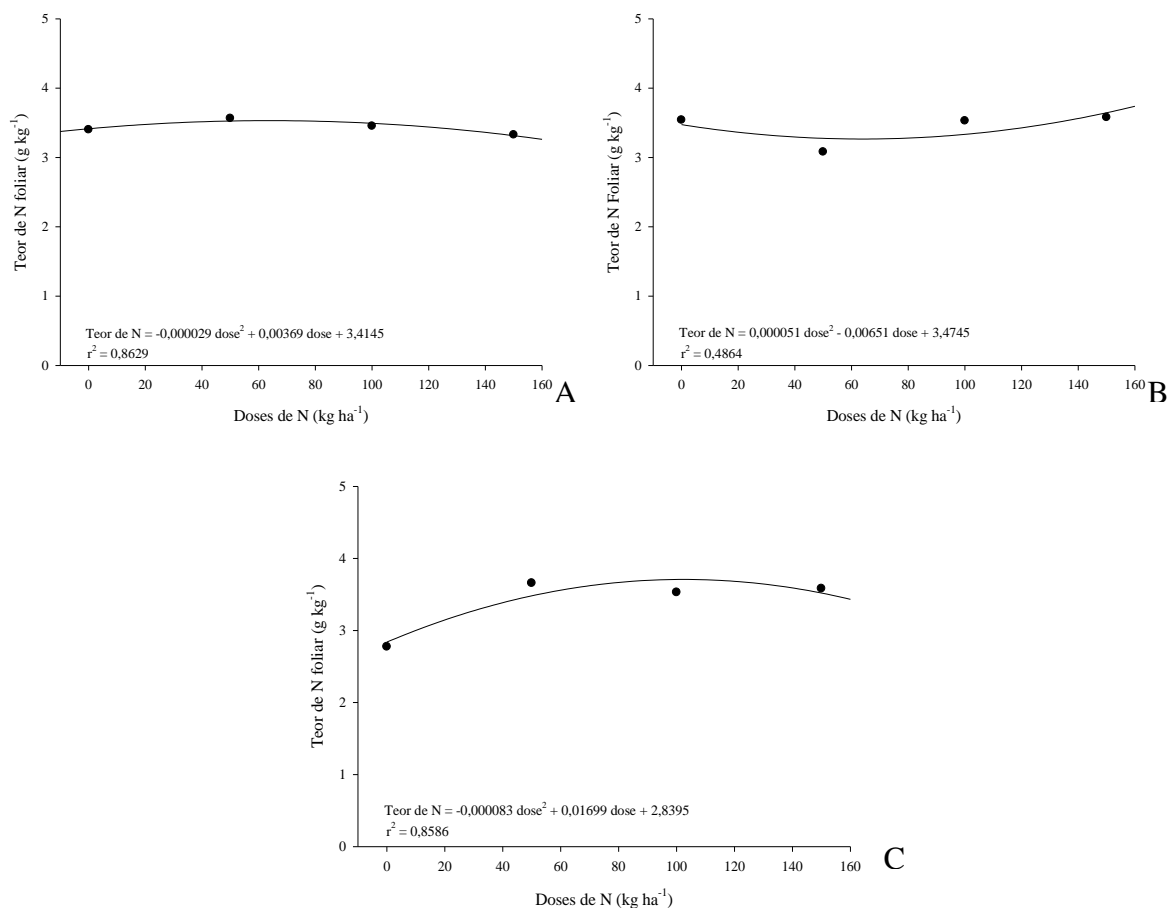 5
4
3
2
1
0
Teor de N foliar (g kg⁻¹)
Teor de N = -0,000029 dose² + 0,00369 dose + 3,4145
r² = 0,8629
0 20 40 60 80 100 120 140 160
Doses de N (kg ha⁻¹)
A
5
4
3
2
1
0
Teor de N Foliar (g kg⁻¹)
Teor de N = 0,000051 dose² - 0,00651 dose + 3,4745
r² = 0,4864
0 20 40 60 80 100 120 140 160
Doses de N (kg ha⁻¹)
B
5
4
3
2
1
0
Teor de N foliar (g kg⁻¹)
Teor de N = -0,000083 dose² + 0,01699 dose + 2,8395
r² = 0,8586
0 20 40 60 80 100 120 140 160
Doses de N (kg ha⁻¹)
C